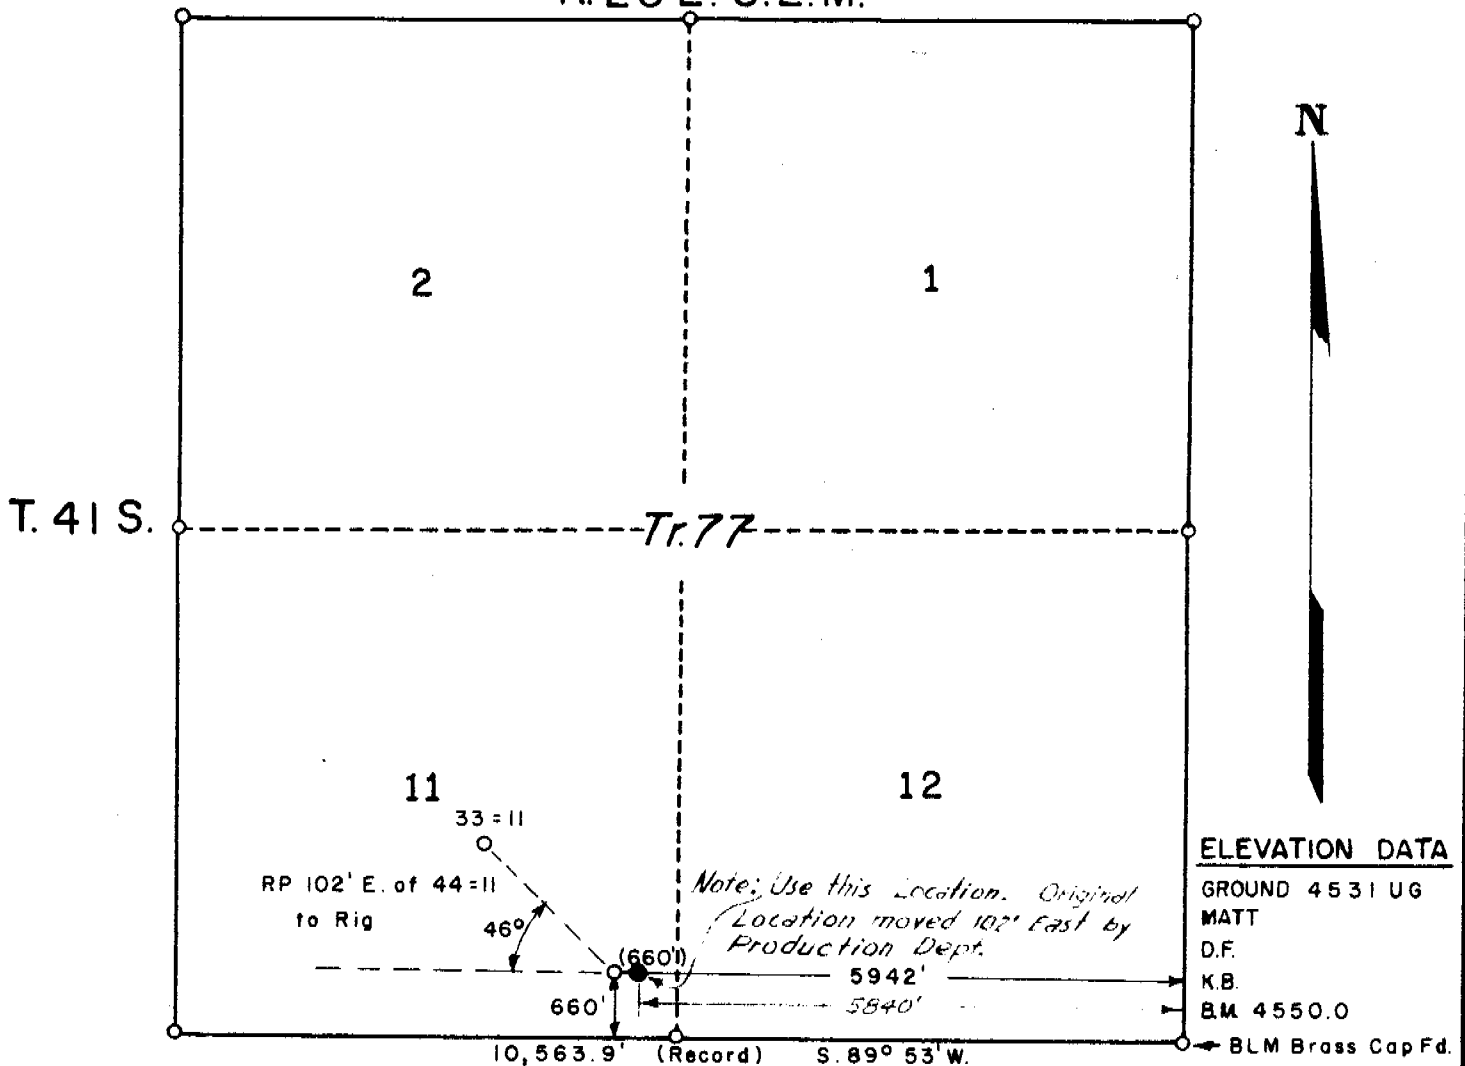 N
2
1
T. 41 S.
Tr. 77
11
12
33=11
RP 102' E. of 44=11
to Rig
46°
Note: Use this Location. Original
Location moved 102' East by
Production Dept.
(660')
5942'
660'
5840'
10,563.9' (Record) S. 89° 53' W.
ELEVATION DATA
GROUND 4531 UG
MATT
D.F.
K.B.
B.M. 4550.0
BLM Brass Cap Fd.